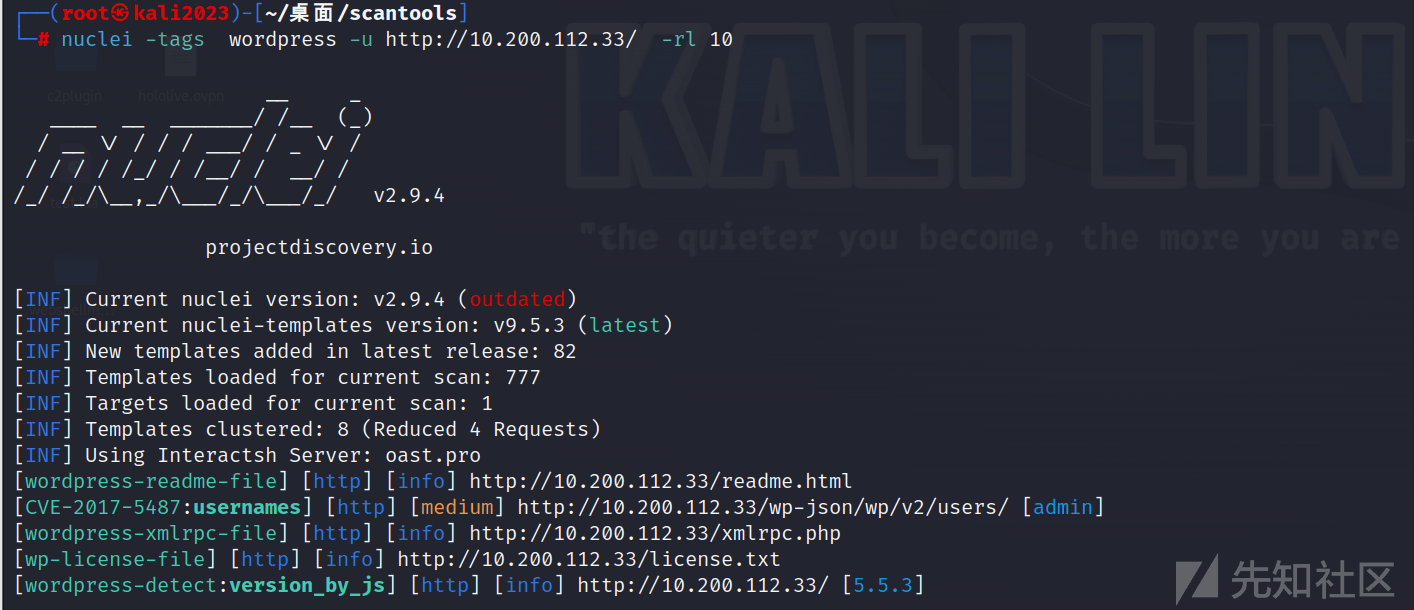 ┌──(root㉿kali2023)-[~/桌面/scantools]
└─# nuclei -tags  wordpress -u http://10.200.112.33/  -rl 10
KALI LIN
c2plugin hololive.ovpn
v2.9.4
"the quieter you become, the more you are
projectdiscovery.io
[INF] Current nuclei version: v2.9.4 (outdated)
[INF] Current nuclei-templates version: v9.5.3 (latest)
[INF] New templates added in latest release: 82
[INF] Templates loaded for current scan: 777
[INF] Targets loaded for current scan: 1
[INF] Templates clustered: 8 (Reduced 4 Requests)
[INF] Using Interactsh Server: oast.pro
[wordpress-readme-file] [http] [info] http://10.200.112.33/readme.html
[CVE-2017-5487:usernames] [http] [medium] http://10.200.112.33/wp-json/wp/v2/users/ [admin]
[wordpress-xmlrpc-file] [http] [info] http://10.200.112.33/xmlrpc.php
[wp-license-file] [http] [info] http://10.200.112.33/license.txt
[wordpress-detect:version_by_js] [http] [info] http://10.200.112.33/ [5.5.3]
先知社区